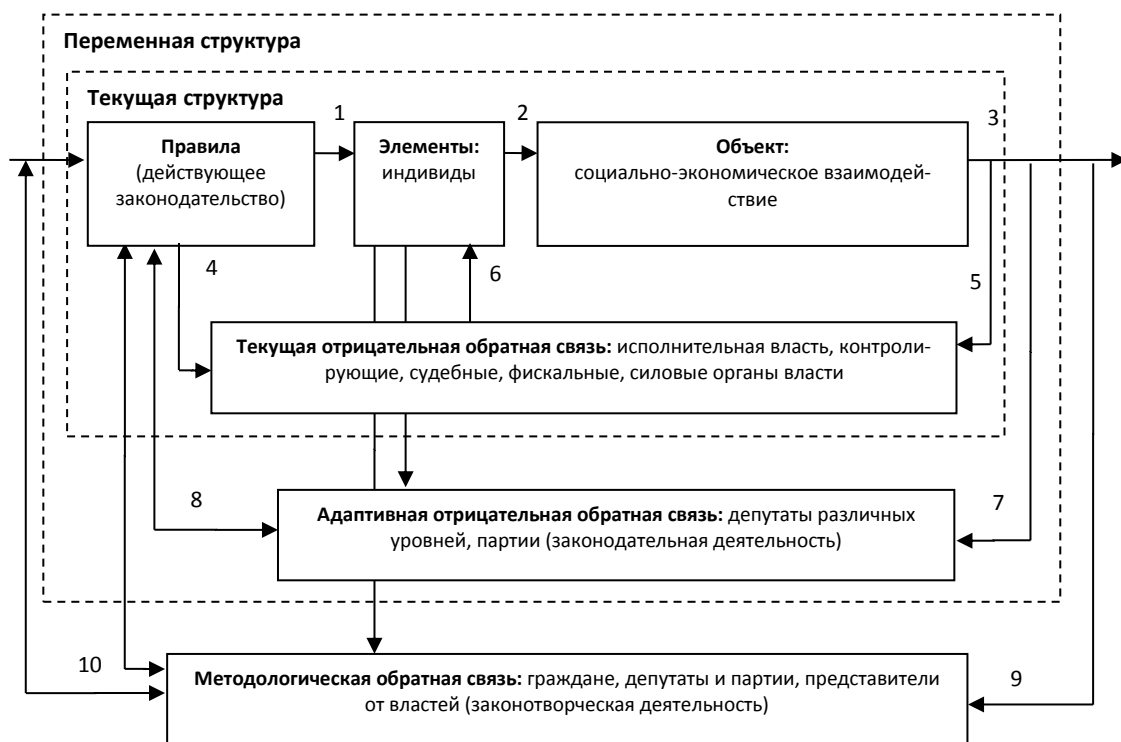 Переменная структура
Текущая структура
1
2
3
Правила
(действующее
законодательство)
Элементы:
индивиды
Объект:
социально-экономическое взаимодей-
ствие
4
6
5
Текущая отрицательная обратная связь: исполнительная власть, контроли-
рующие, судебные, фискальные, силовые органы власти
8
7
Адаптивная отрицательная обратная связь: депутаты различных
уровней, партии (законодательная деятельность)
10
9
Методологическая обратная связь: граждане, депутаты и партии, представители
от властей (законотворческая деятельность)